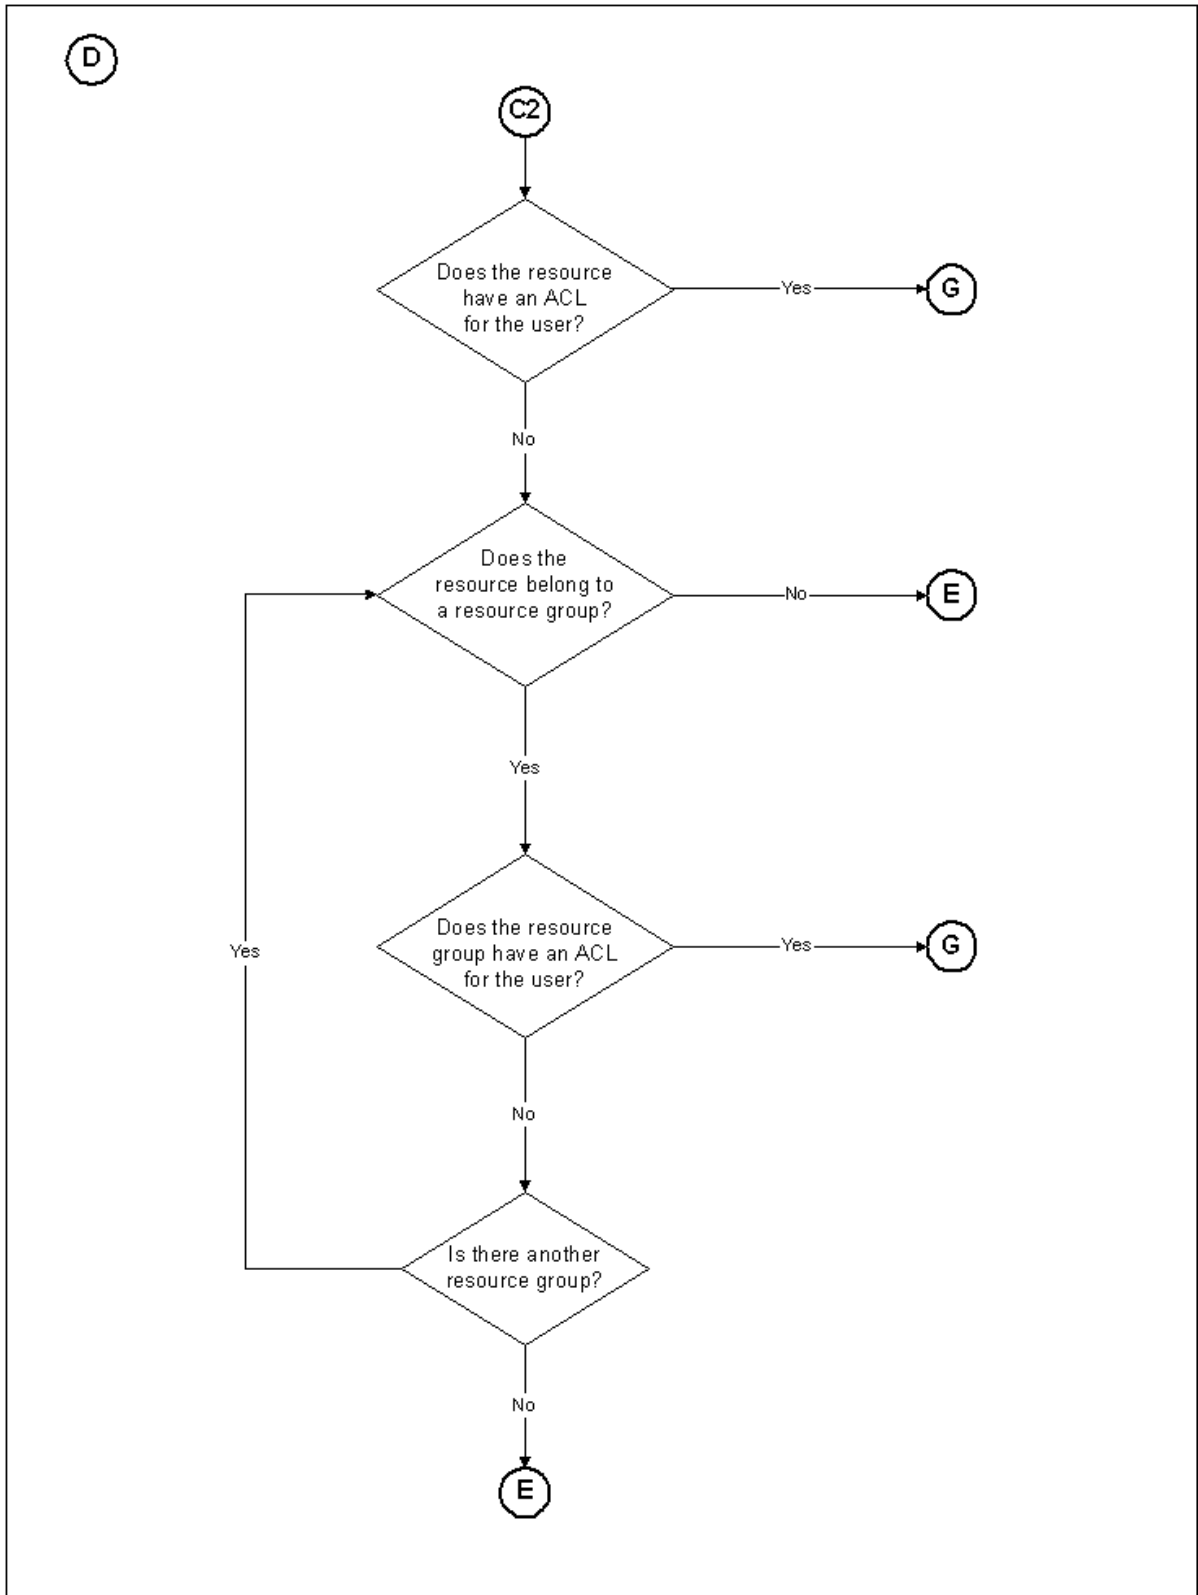 D
C2
Does the resource
have an ACL
for the user?
Yes
G
No
Does the
resource belong to
a resource group?
No
E
Yes
Does the resource
group have an ACL
for the user?
Yes
G
Yes
No
Is there another
resource group?
No
E